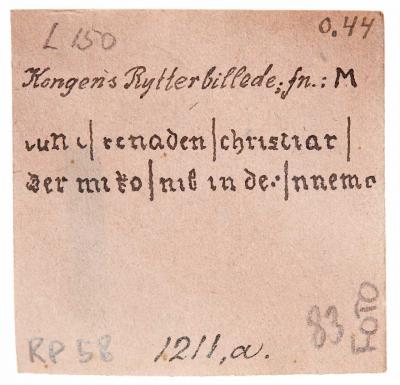 L 150
0.44
Kongens Rytterbillede; fn.: M
renaden|christiar|
der mi ko|nib in de:|nnema
83
FOTO
RP 58
1211, a.